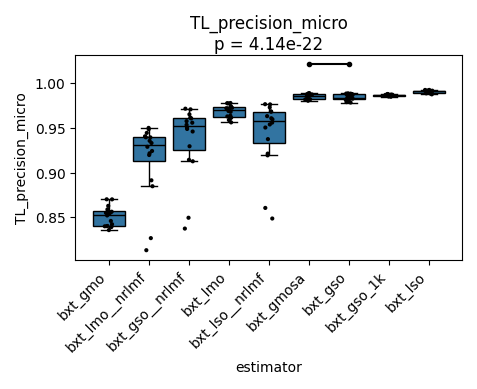 TL_precision_micro
p = 4.14e-22
TL_precision_micro
1.00
0.95
0.90
0.85
bxt_gmo
bxt_lmo__nrlmf
bxt_gso__nrlmf
bxt_lmo
bxt_lso__nrlmf
bxt_gmosa
bxt_gso
bxt_gso_1k
bxt_lso
estimator